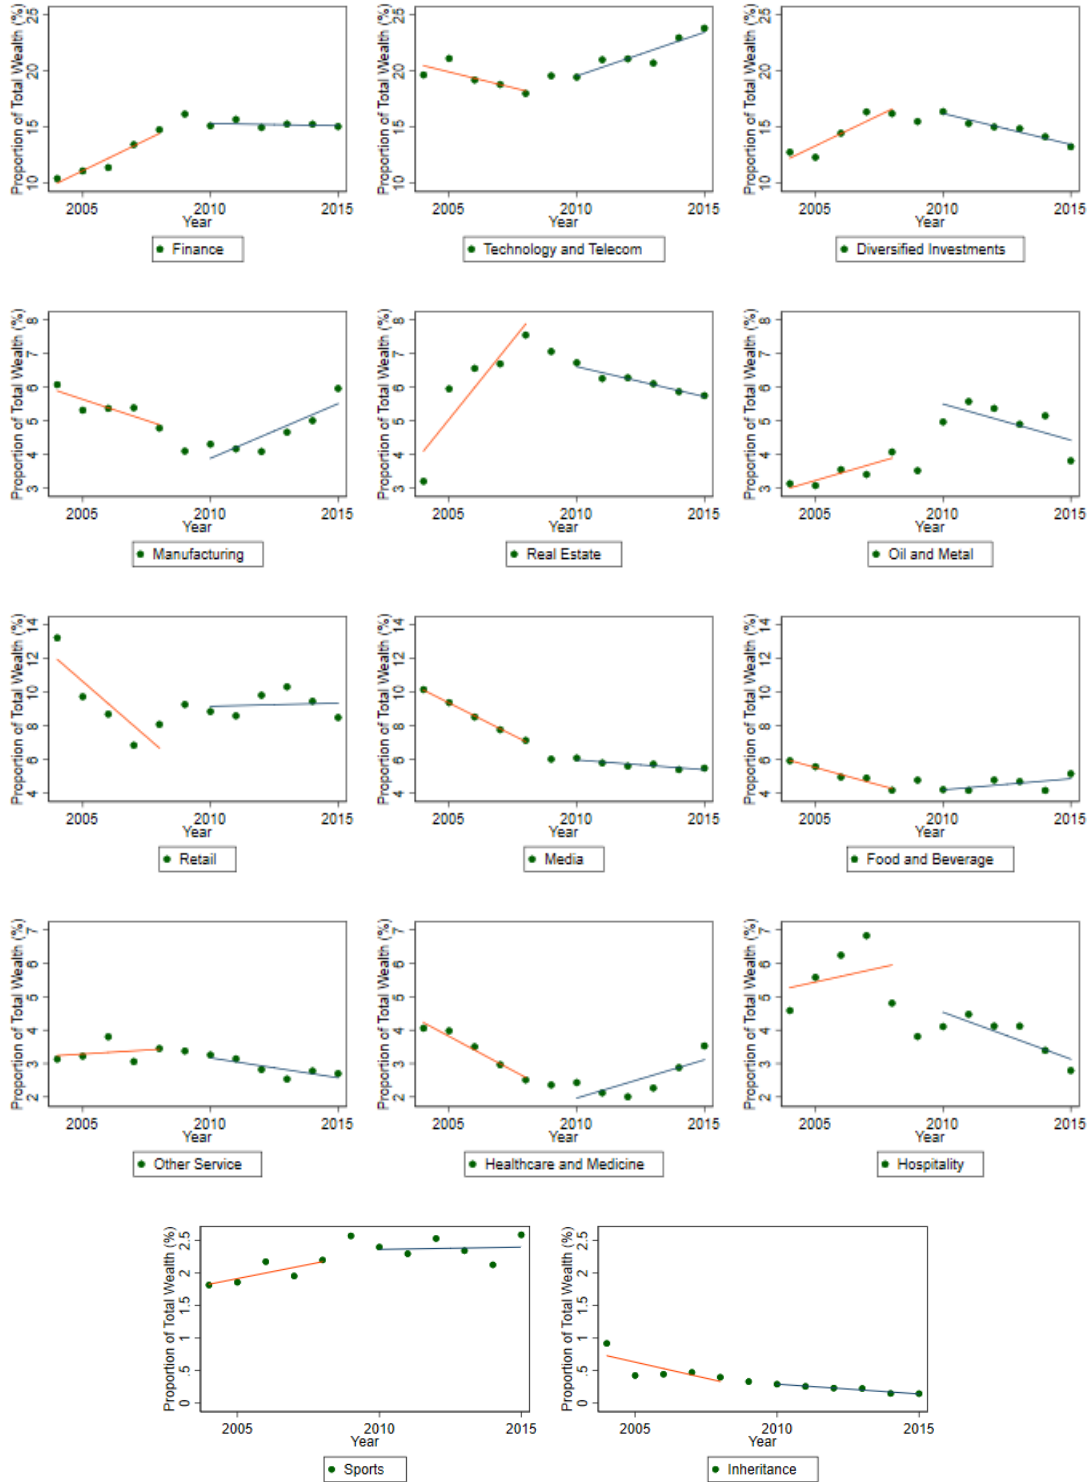 Proportion of Total Wealth (%)
25
20
15
10
2005 2010 2015
Year
Finance
Proportion of Total Wealth (%)
25
20
15
10
2005 2010 2015
Year
Technology and Telecom
Proportion of Total Wealth (%)
25
20
15
10
2005 2010 2015
Year
Diversified Investments
Proportion of Total Wealth (%)
8
7
6
5
4
3
2005 2010 2015
Year
Manufacturing
Proportion of Total Wealth (%)
8
7
6
5
4
3
2005 2010 2015
Year
Real Estate
Proportion of Total Wealth (%)
8
7
6
5
4
3
2005 2010 2015
Year
Oil and Metal
Proportion of Total Wealth (%)
14
12
10
8
6
4
2005 2010 2015
Year
Retail
Proportion of Total Wealth (%)
14
12
10
8
6
4
2005 2010 2015
Year
Media
Proportion of Total Wealth (%)
14
12
10
8
6
4
2005 2010 2015
Year
Food and Beverage
Proportion of Total Wealth (%)
7
6
5
4
3
2
2005 2010 2015
Year
Other Service
Proportion of Total Wealth (%)
7
6
5
4
3
2
2005 2010 2015
Year
Healthcare and Medicine
Proportion of Total Wealth (%)
7
6
5
4
3
2
2005 2010 2015
Year
Hospitality
Proportion of Total Wealth (%)
2.5
2
1.5
1
.5
0
2005 2010 2015
Year
Sports
Proportion of Total Wealth (%)
2.5
2
1.5
1
.5
0
2005 2010 2015
Year
Inheritance